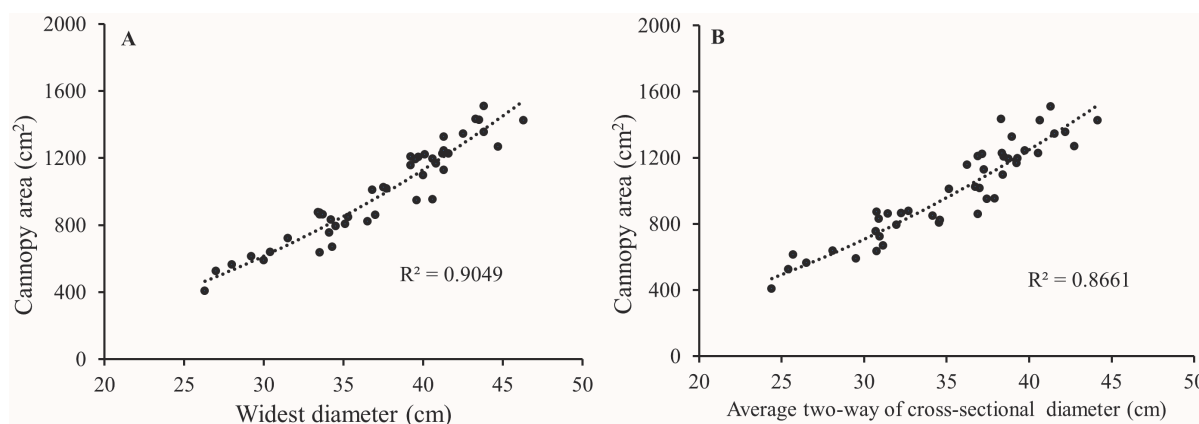 A
Cannopy area (cm²)
2000
1600
1200
800
400
0
R² = 0.9049
20 25 30 35 40 45 50
Widest diameter (cm)
B
Cannopy area (cm²)
2000
1600
1200
800
400
0
R² = 0.8661
20 25 30 35 40 45 50
Average two-way of cross-sectional diameter (cm)